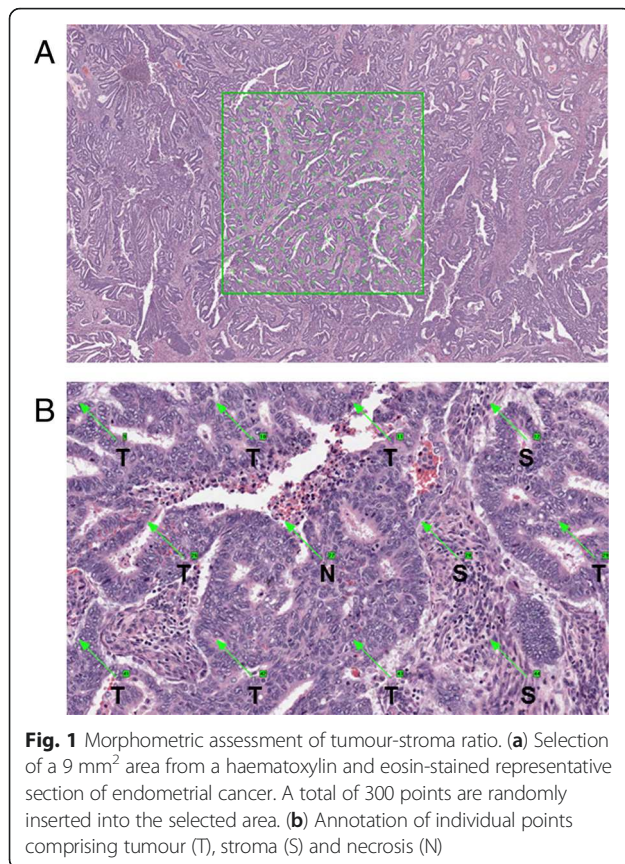 A
B
T T T S
T N S T
T T T S
Fig. 1 Morphometric assessment of tumour-stroma ratio. (a) Selection
of a 9 mm² area from a haematoxylin and eosin-stained representative
section of endometrial cancer. A total of 300 points are randomly
inserted into the selected area. (b) Annotation of individual points
comprising tumour (T), stroma (S) and necrosis (N)